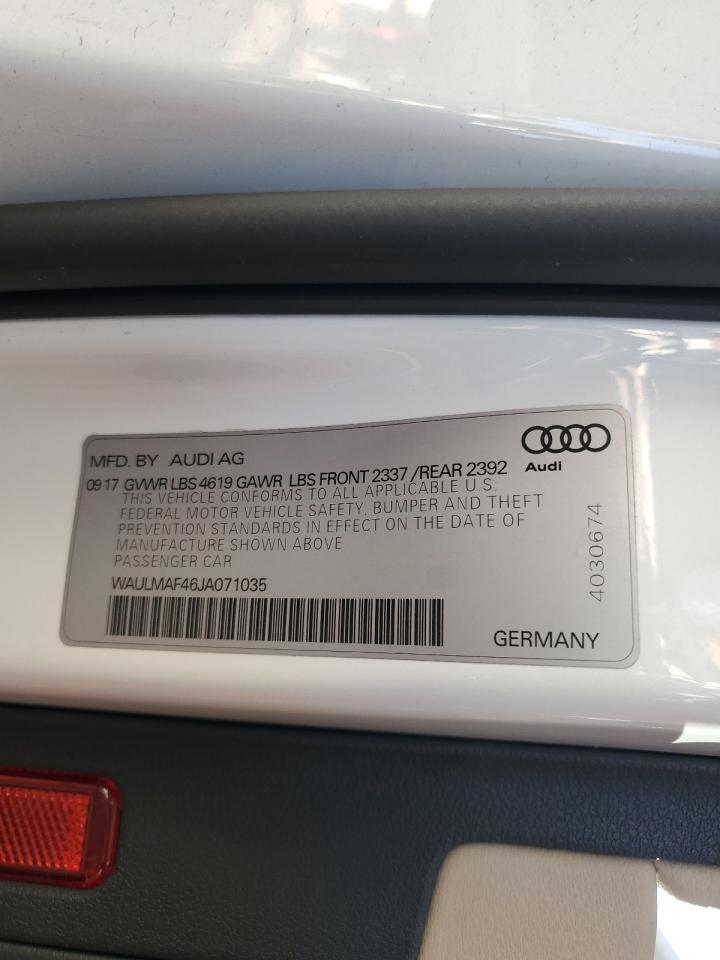 MFD. BY AUDI AG
Audi
09 17 GVWR LBS 4619 GAWR LBS FRONT 2337 /REAR 2392
THIS VEHICLE CONFORMS TO ALL APPLICABLE U S
FEDERAL MOTOR VEHICLE SAFETY, BUMPER AND THEFT
PREVENTION STANDARDS IN EFFECT ON THE DATE OF
MANUFACTURE SHOWN ABOVE
PASSENGER CAR
WAULMAF46JA071035
4030674
GERMANY